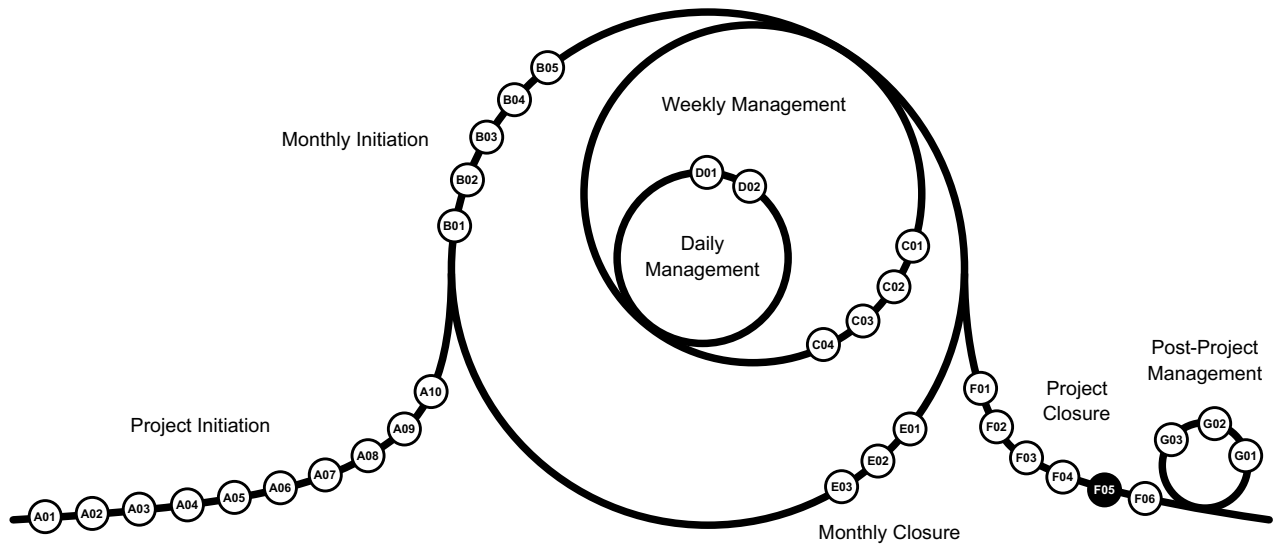 Project Initiation
A01
A02
A03
A04
A05
A06
A07
A08
A09
A10
Monthly Initiation
B01
B02
B03
B04
B05
Weekly Management
C01
C02
C03
C04
Daily
Management
D01
D02
Monthly Closure
E01
E02
E03
Project
Closure
F01
F02
F03
F04
F05
F06
Post-Project
Management
G01
G02
G03